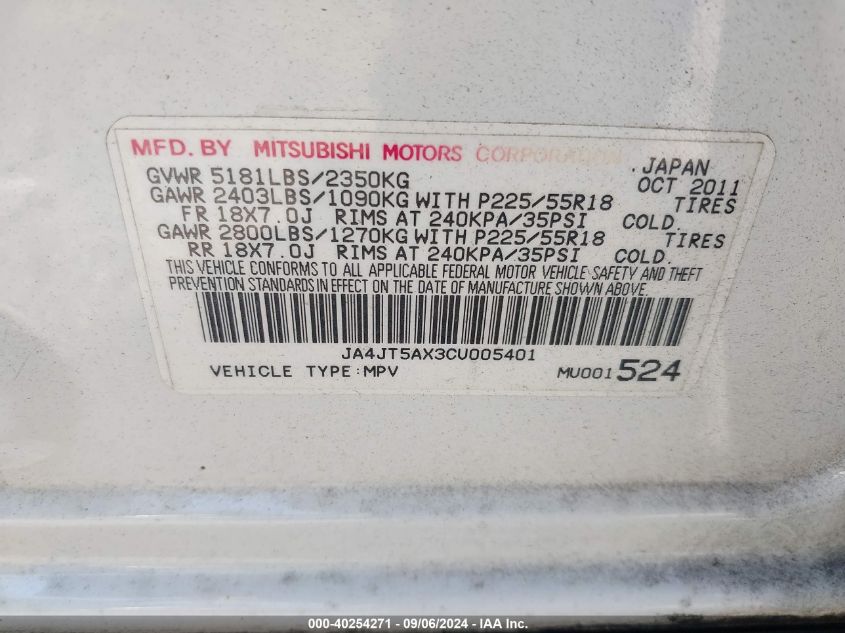 MFD. BY MITSUBISHI MOTORS CORPORATION
JAPAN
GVWR 5181LBS/2350KG OCT 2011
GAWR 2403LBS/1090KG WITH P225/55R18 TIRES
FR 18X7.0J RIMS AT 240KPA/35PSI COLD.
GAWR 2800LBS/1270KG WITH P225/55R18 TIRES
RR 18X7.0J RIMS AT 240KPA/35PSI COLD.
THIS VEHICLE CONFORMS TO ALL APPLICABLE FEDERAL MOTOR VEHICLE SAFETY AND THEFT
PREVENTION STANDARDS IN EFFECT ON THE DATE OF MANUFACTURE SHOWN ABOVE.
JA4JT5AX3CU005401
VEHICLE TYPE:MPV MU001 524
000-40254271 - 09/06/2024 - IAA Inc.